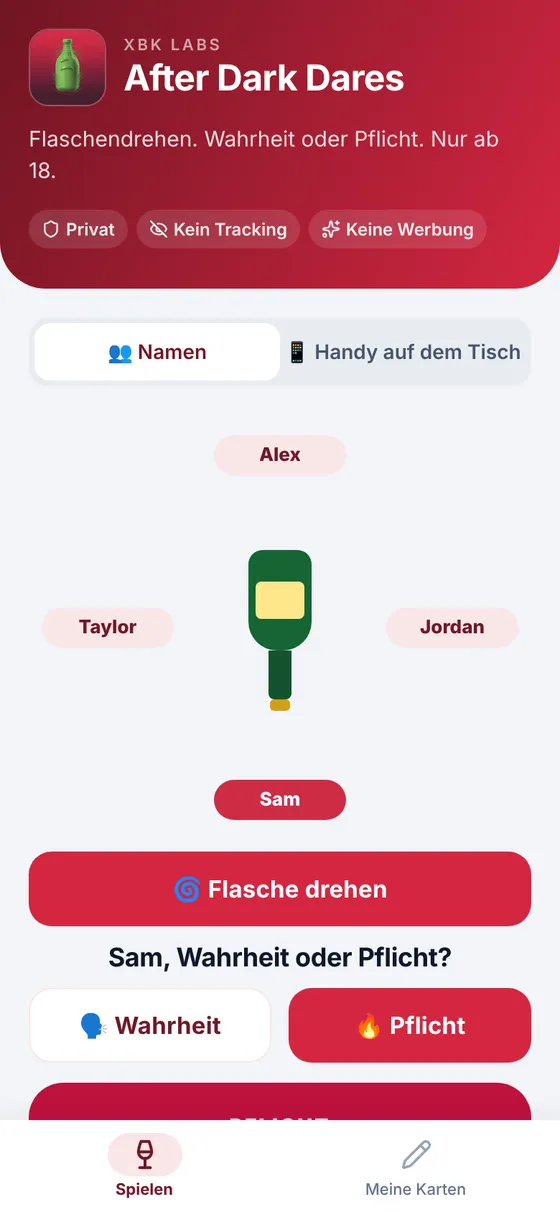 XBK LABS
After Dark Dares
Flaschendrehen. Wahrheit oder Pflicht. Nur ab
18.
Privat
Kein Tracking
Keine Werbung
👥 Namen
📱 Handy auf dem Tisch
Alex
Taylor
Jordan
Sam
🌀 Flasche drehen
Sam, Wahrheit oder Pflicht?
🗣️ Wahrheit
🔥 Pflicht
Spielen
Meine Karten